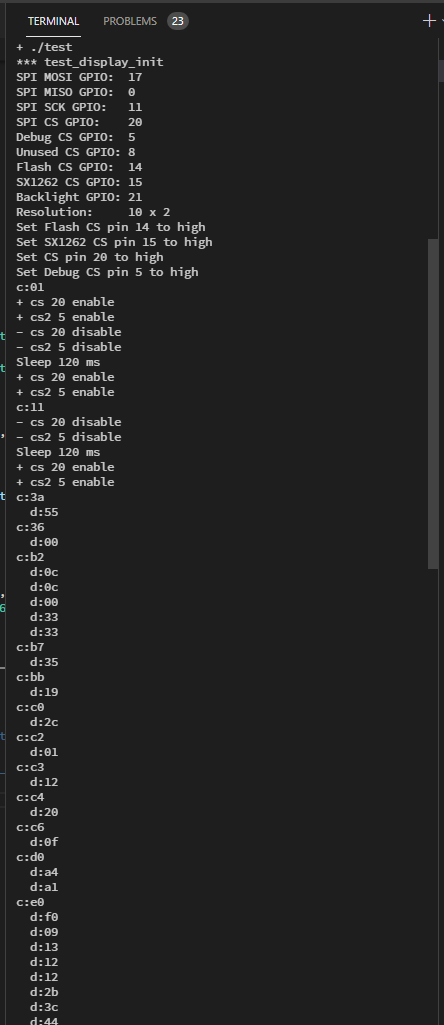 TERMINAL PROBLEMS 23
+ ./test
*** test_display_init
SPI MOSI GPIO: 17
SPI MISO GPIO: 0
SPI SCK GPIO: 11
SPI CS GPIO: 20
Debug CS GPIO: 5
Unused CS GPIO: 8
Flash CS GPIO: 14
SX1262 CS GPIO: 15
Backlight GPIO: 21
Resolution: 10 x 2
Set Flash CS pin 14 to high
Set SX1262 CS pin 15 to high
Set CS pin 20 to high
Set Debug CS pin 5 to high
c:01
+ cs 20 enable
+ cs2 5 enable
- cs 20 disable
- cs2 5 disable
Sleep 120 ms
+ cs 20 enable
+ cs2 5 enable
c:11
- cs 20 disable
- cs2 5 disable
Sleep 120 ms
+ cs 20 enable
+ cs2 5 enable
c:3a
d:55
c:36
d:00
c:b2
d:0c
d:0c
d:00
d:33
d:33
c:b7
d:35
c:bb
d:19
c:c0
d:2c
c:c2
d:01
c:c3
d:12
c:c4
d:20
c:c6
d:0f
c:d0
d:a4
d:a1
c:e0
d:f0
d:09
d:13
d:12
d:12
d:2b
d:3c
d:44